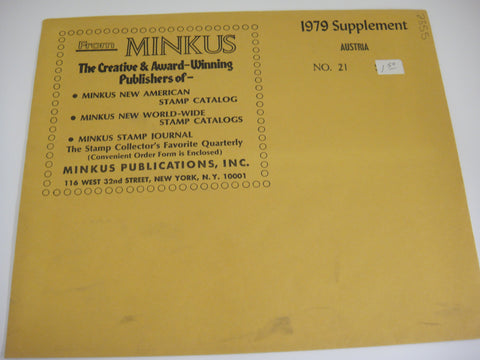 From MINKUS
The Creative & Award-Winning
Publishers of-
• MINKUS NEW AMERICAN
STAMP CATALOG
• MINKUS NEW WORLD-WIDE
STAMP CATALOGS
• MINKUS STAMP JOURNAL
The Stamp Collector's Favorite Quarterly
(Convenient Order Form is Enclosed)
MINKUS PUBLICATIONS, INC.
116 WEST 32nd STREET, NEW YORK, N.Y. 10001
1979 Supplement
AUSTRIA
NO. 21